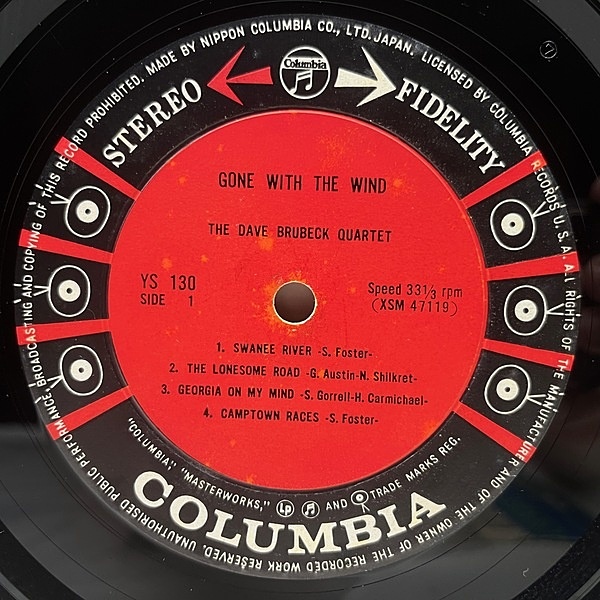 MADE BY NIPPON COLUMBIA CO., LTD. JAPAN. LICENSED BY COLUMBIA RECORDS U. S. A. All RIGHTS OF THE MANUFACTURER AND OF THE OWNER OF THE RECORDED WORK RESERVED. UNAUTHORISED PUBLIC PERFORMANCE BROADCASTING AND COPYING OF THIS RECORD PROHIBITED.
Columbia
STEREO FIDELITY
GONE WITH THE WIND
THE DAVE BRUBECK QUARTET
YS 130
SIDE 1
Speed 33 1/3 rpm
(XSM 47119)
1. SWANEE RIVER -S. Foster-
2. THE LONESOME ROAD -G. Austin-N. Shilkret-
3. GEORGIA ON MY MIND -S. Gorrell-H. Carmichael-
4. CAMPTOWN RACES -S. Foster-
"COLUMBIA," "MASTERWORKS," LP AND TRADE MARKS REG.
COLUMBIA